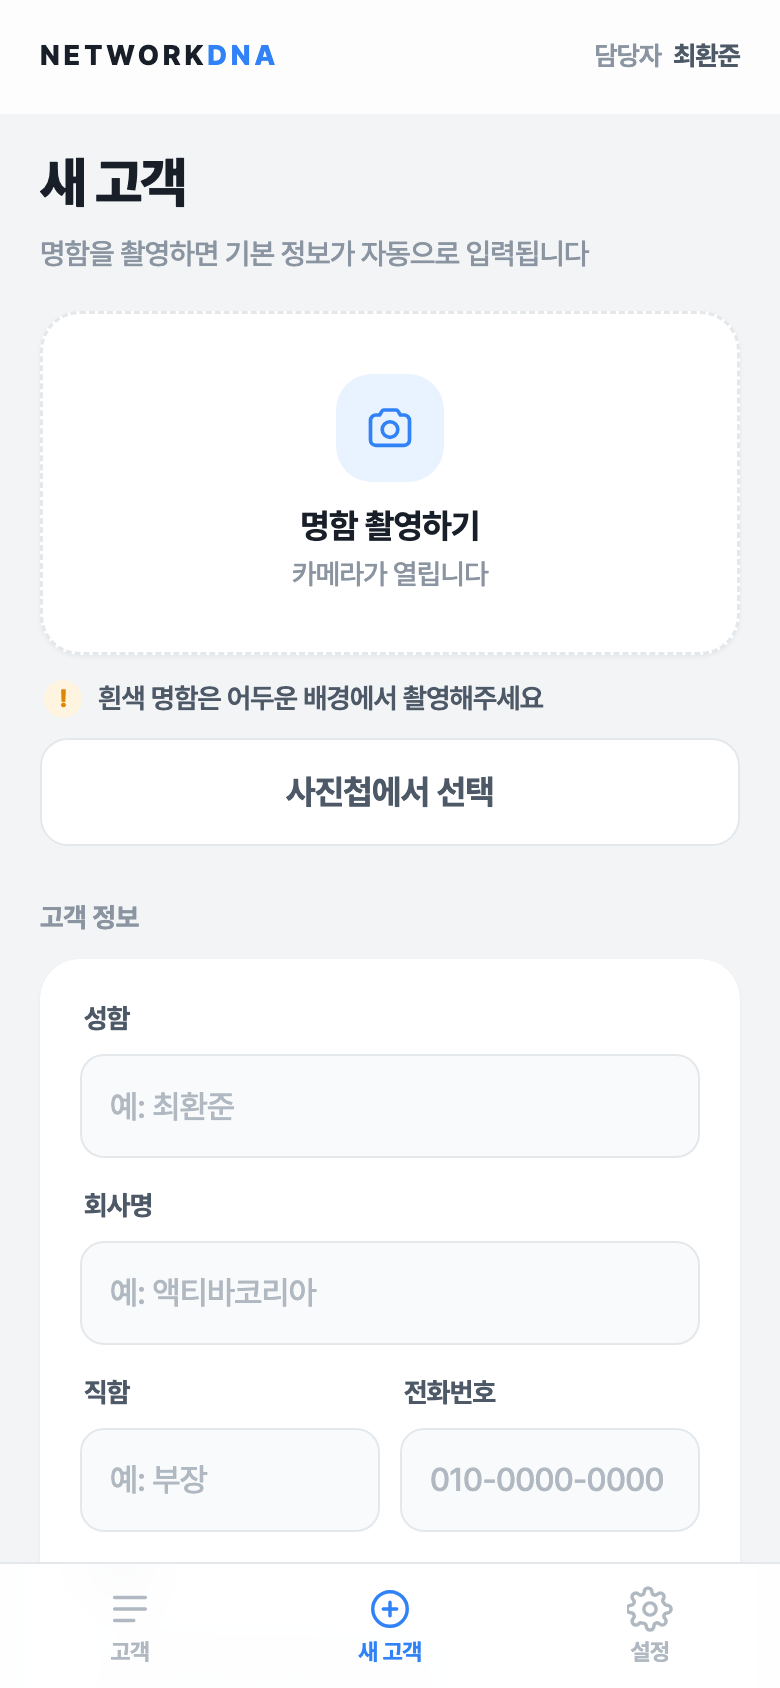 NETWORKDNA
담당자 최환준
새 고객
명함을 촬영하면 기본 정보가 자동으로 입력됩니다
명함 촬영하기
카메라가 열립니다
! 흰색 명함은 어두운 배경에서 촬영해주세요
사진첩에서 선택
고객 정보
성함
예: 최환준
회사명
예: 액티바코리아
직함 전화번호
예: 부장 010-0000-0000
고객 새 고객 설정